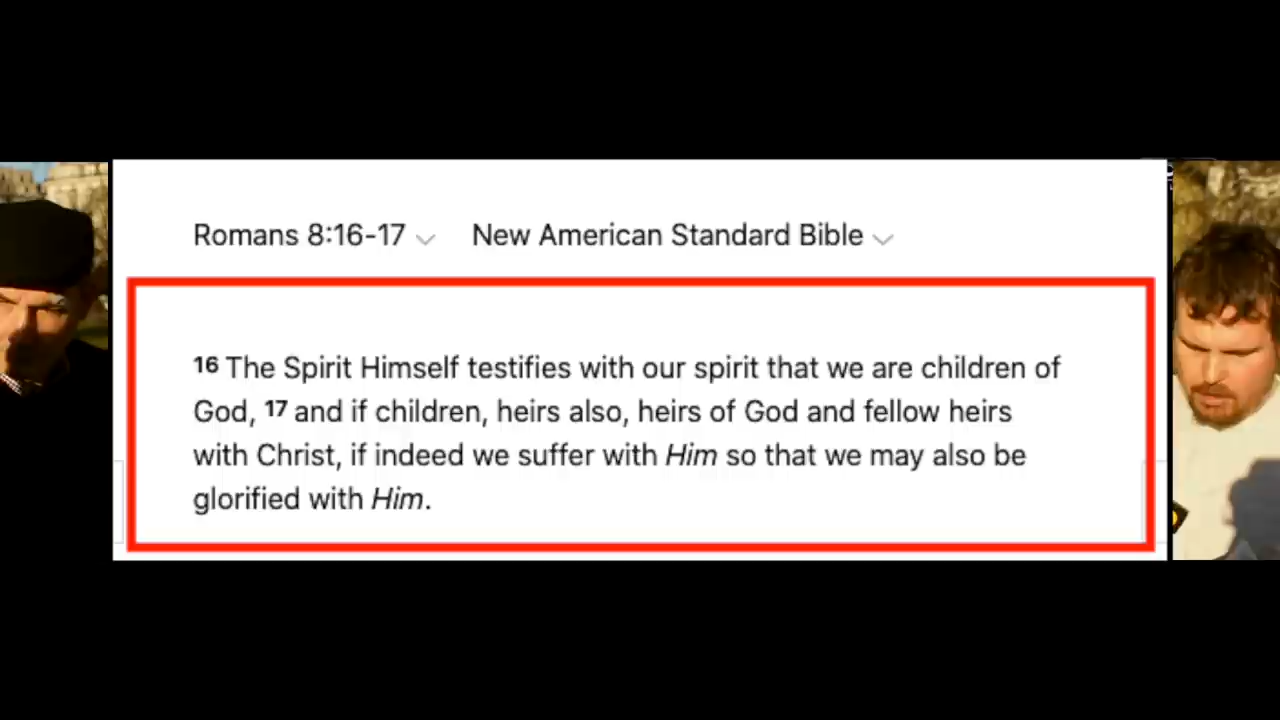 Romans 8:16-17 New American Standard Bible
16 The Spirit Himself testifies with our spirit that we are children of
God, 17 and if children, heirs also, heirs of God and fellow heirs
with Christ, if indeed we suffer with Him so that we may also be
glorified with Him.